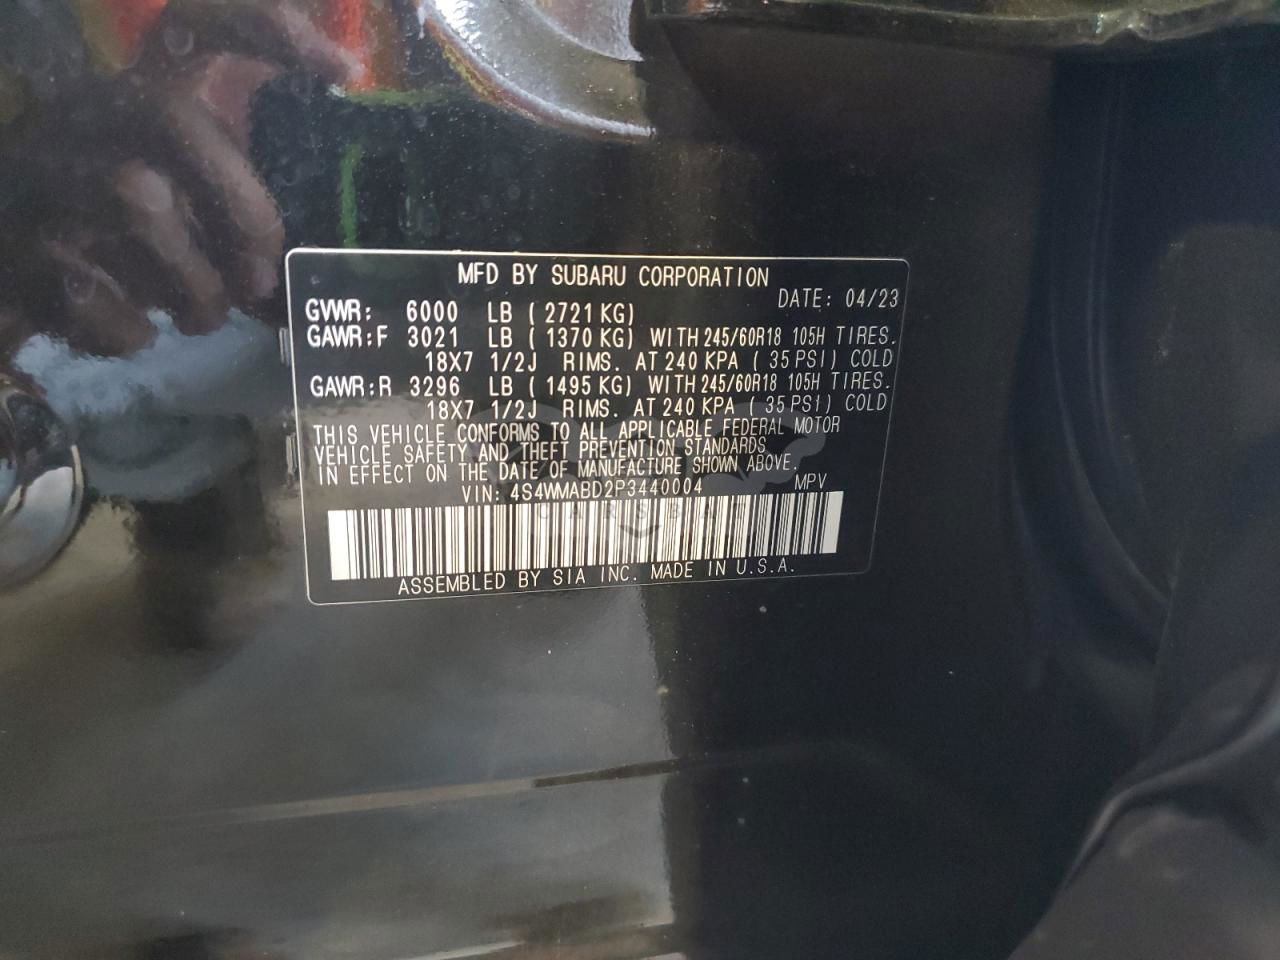 MFD BY SUBARU CORPORATION
DATE: 04/23
GVWR: 6000 LB ( 2721 KG)
GAWR:F 3021 LB ( 1370 KG) WITH 245/60R18 105H TIRES.
18X7 1/2J RIMS. AT 240 KPA ( 35 PSI) COLD
GAWR:R 3296 LB ( 1495 KG) WITH 245/60R18 105H TIRES.
18X7 1/2J RIMS. AT 240 KPA ( 35 PSI) COLD
THIS VEHICLE CONFORMS TO ALL APPLICABLE FEDERAL MOTOR
VEHICLE SAFETY AND THEFT PREVENTION STANDARDS
IN EFFECT ON THE DATE OF MANUFACTURE SHOWN ABOVE.
VIN: 4S4WMABD2P3440004 MPV
CARSBAT
ASSEMBLED BY SIA INC. MADE IN U.S.A.